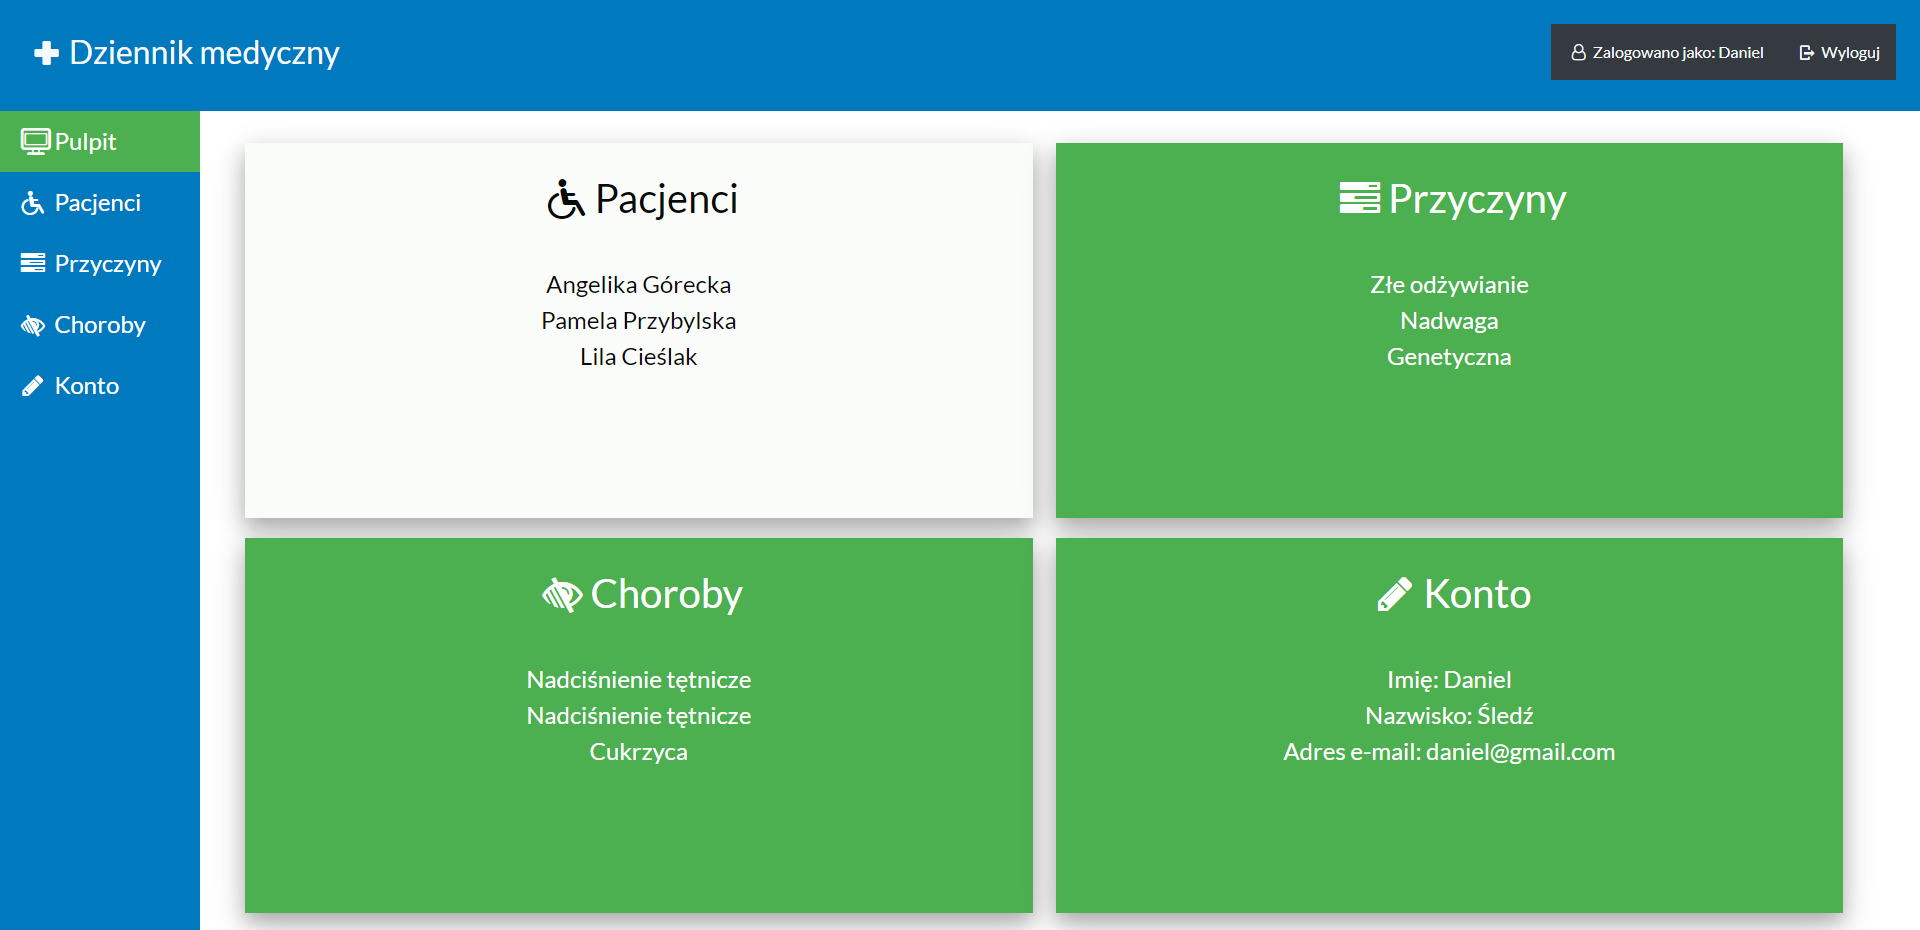 Dziennik medyczny
Zalogowano jako: Daniel
Wyloguj
Pulpit
Pacjenci
Przyczyny
Choroby
Konto
Pacjenci
Angelika Górecka
Pamela Przybylska
Lila Cieślak
Przyczyny
Złe odżywianie
Nadwaga
Genetyczna
Choroby
Nadciśnienie tętnicze
Nadciśnienie tętnicze
Cukrzyca
Konto
Imię: Daniel
Nazwisko: Śledź
Adres e-mail: daniel@gmail.com